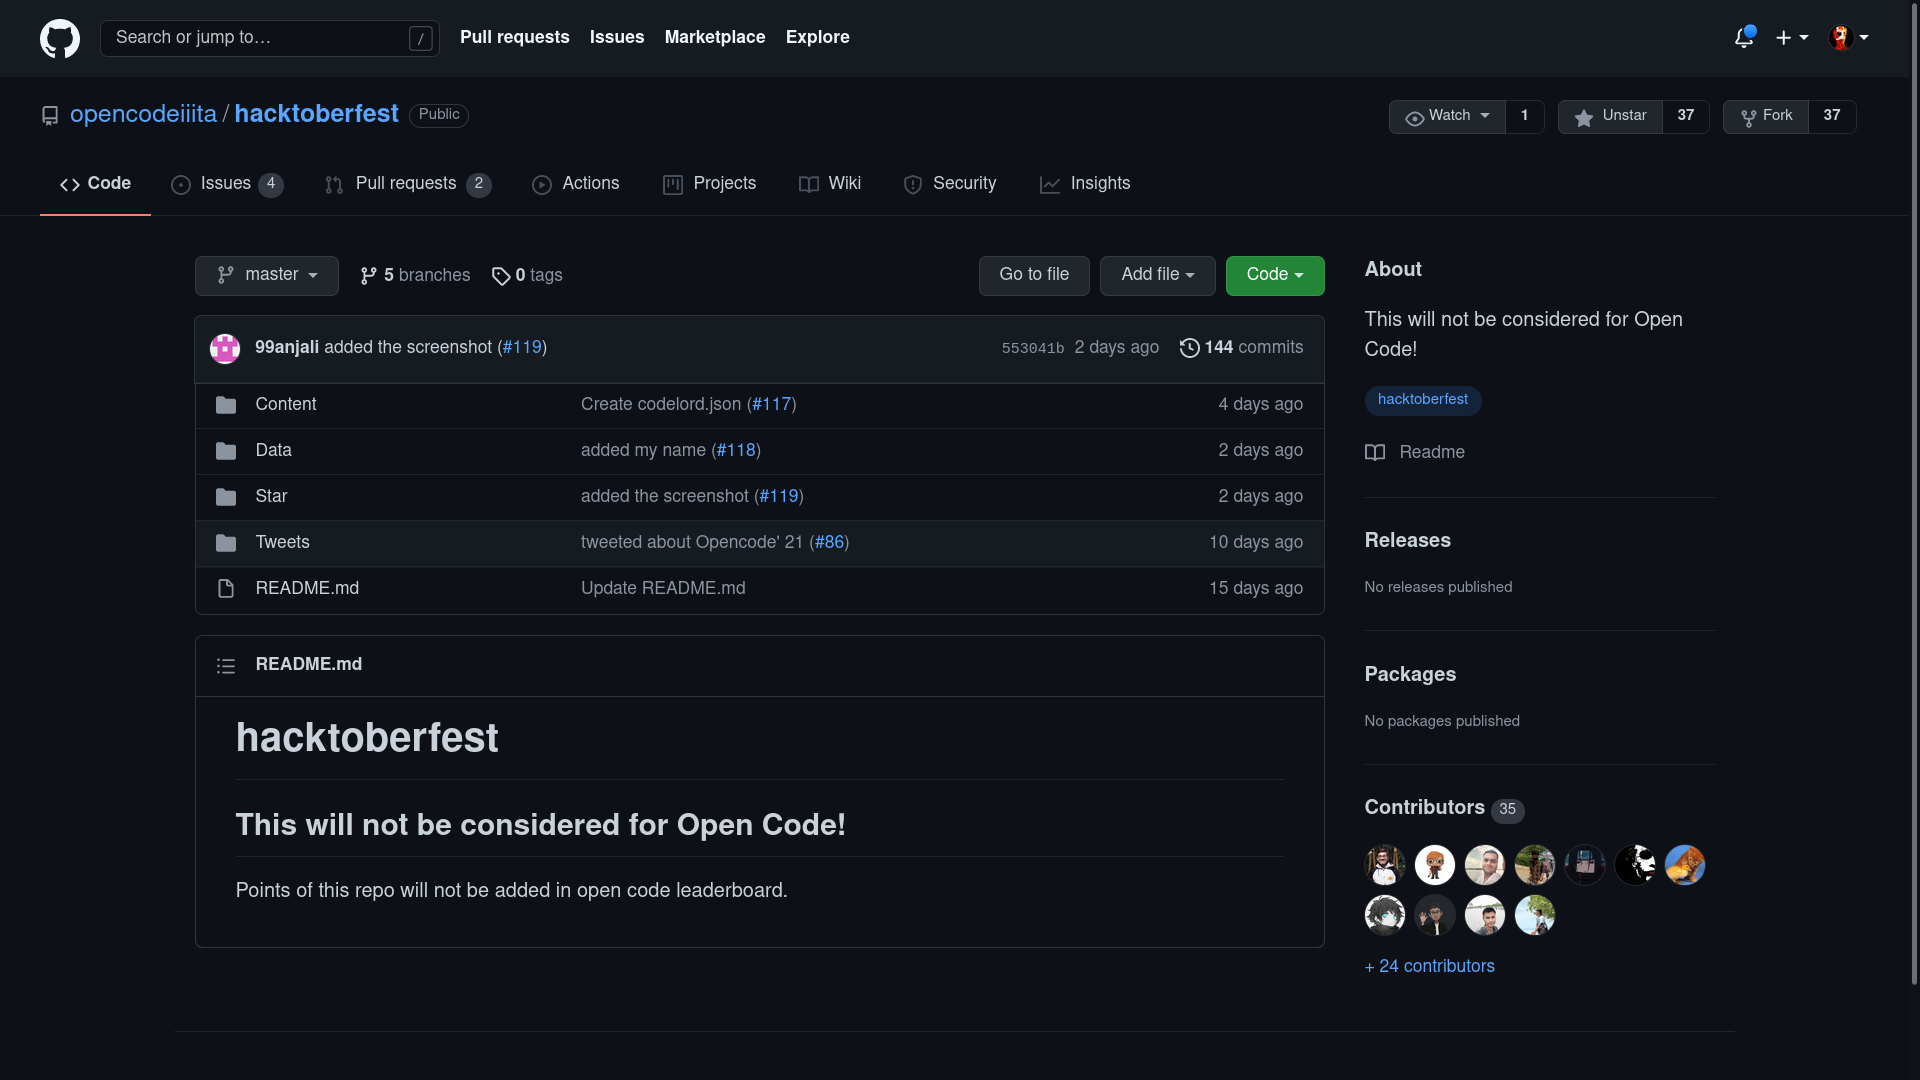 Search or jump to… /
Pull requests Issues Marketplace Explore
opencodeiiita / hacktoberfest Public
Watch 1 Unstar 37 Fork 37
Code Issues 4 Pull requests 2 Actions Projects Wiki Security Insights
master 5 branches 0 tags Go to file Add file Code
99anjali added the screenshot (#119) 553041b 2 days ago 144 commits
Content Create codelord.json (#117) 4 days ago
Data added my name (#118) 2 days ago
Star added the screenshot (#119) 2 days ago
Tweets tweeted about Opencode' 21 (#86) 10 days ago
README.md Update README.md 15 days ago
README.md
hacktoberfest
This will not be considered for Open Code!
Points of this repo will not be added in open code leaderboard.
About
This will not be considered for Open
Code!
hacktoberfest
Readme
Releases
No releases published
Packages
No packages published
Contributors 35
+ 24 contributors